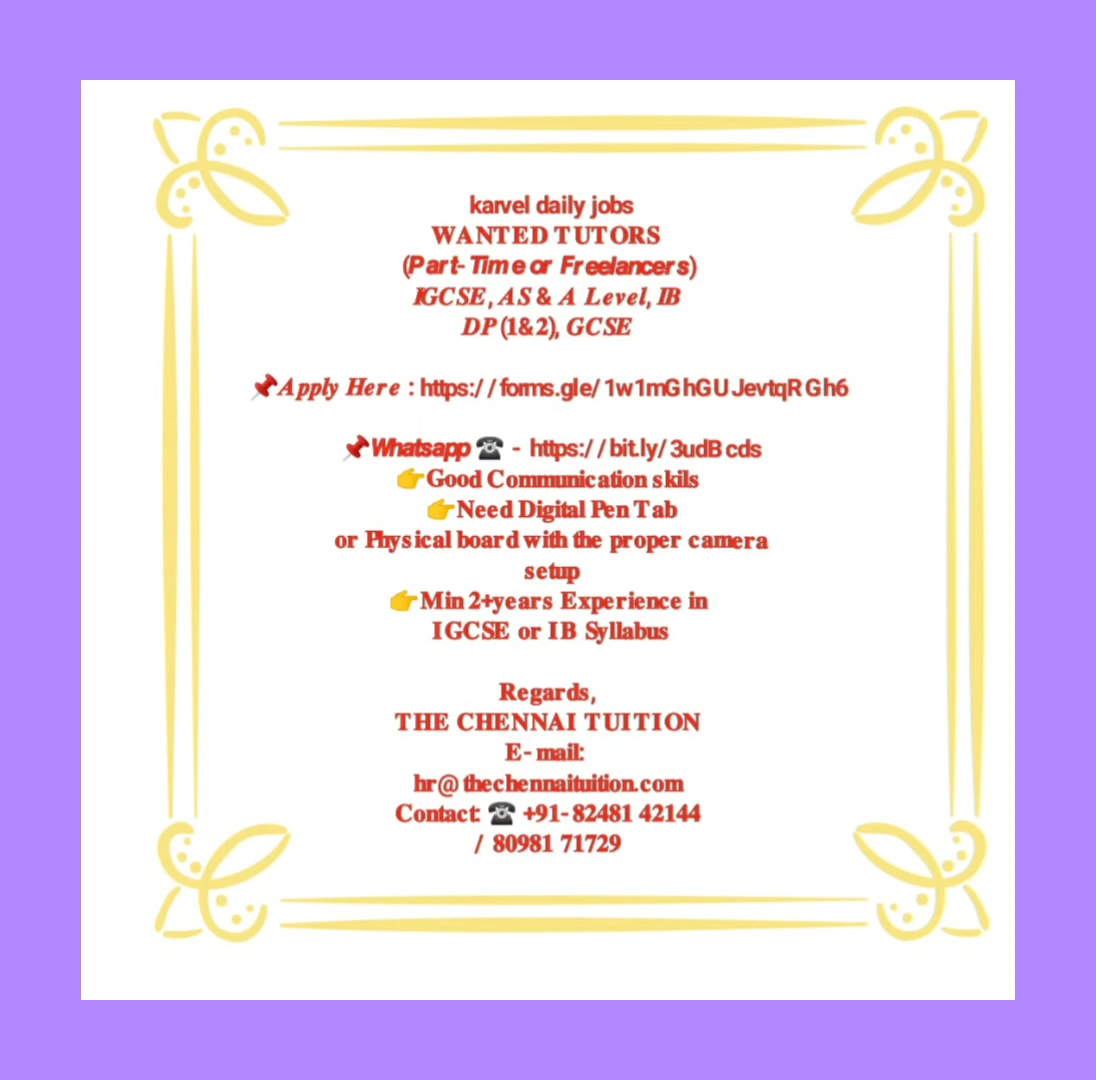 karvel daily jobs
WANTED TUTORS
(Part-Time or Freelancers)
IGCSE, AS & A Level, IB
DP (1&2), GCSE
📌Apply Here : https://forms.gle/1w1mGhGUJevtqRGh6
📌Whatsapp ☎ - https://bit.ly/3udBcds
👉Good Communication skils
👉Need Digital Pen Tab
or Physical board with the proper camera
setup
👉Min 2+years Experience in
IGCSE or IB Syllabus
Regards,
THE CHENNAI TUITION
E-mail:
hr@thechennaituition.com
Contact: ☎ +91-82481 42144
/ 80981 71729